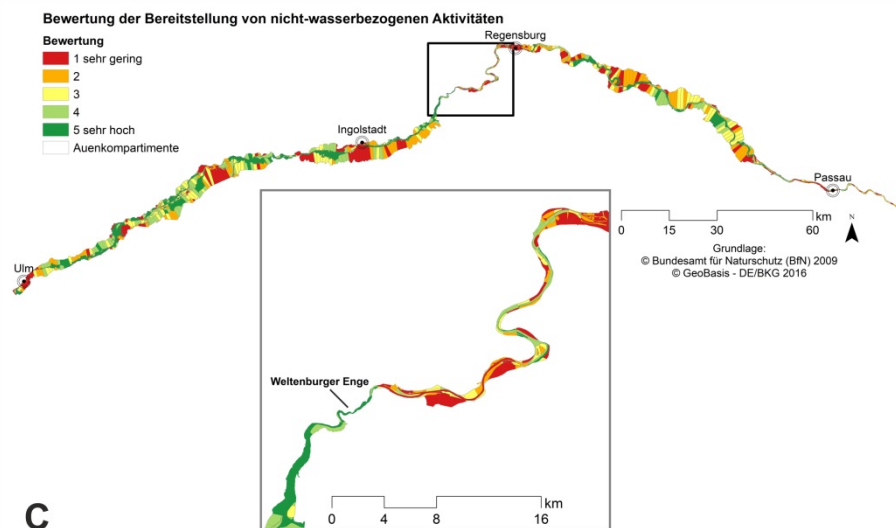 Bewertung der Bereitstellung von nicht-wasserbezogenen Aktivitäten
Bewertung
1 sehr gering
2
3
4
5 sehr hoch
Auenkompartimente
Regensburg
Ingolstadt
Passau
Ulm
0 15 30 60
km
N
Grundlage:
© Bundesamt für Naturschutz (BfN) 2009
© GeoBasis - DE/BKG 2016
Weltenburger Enge
km
0 4 8 16
C